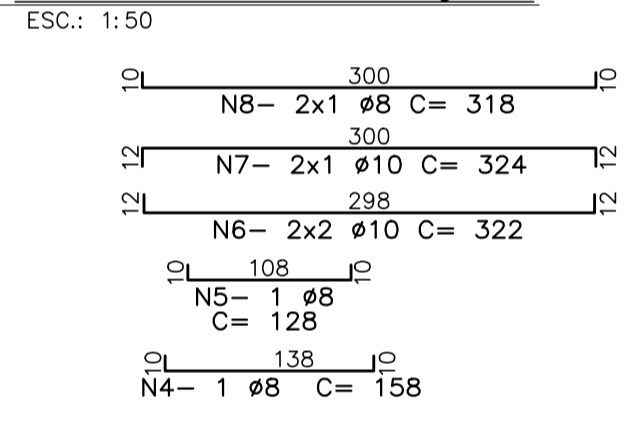 ESC.: 1:50
10 300 10
N8- 2x1 ø8 C= 318
300
12 12
N7- 2x1 ø10 C= 324
12 298 12
N6- 2x2 ø10 C= 322
10 108 10
N5- 1 ø8
C= 128
10 138 10
N4- 1 ø8 C= 158